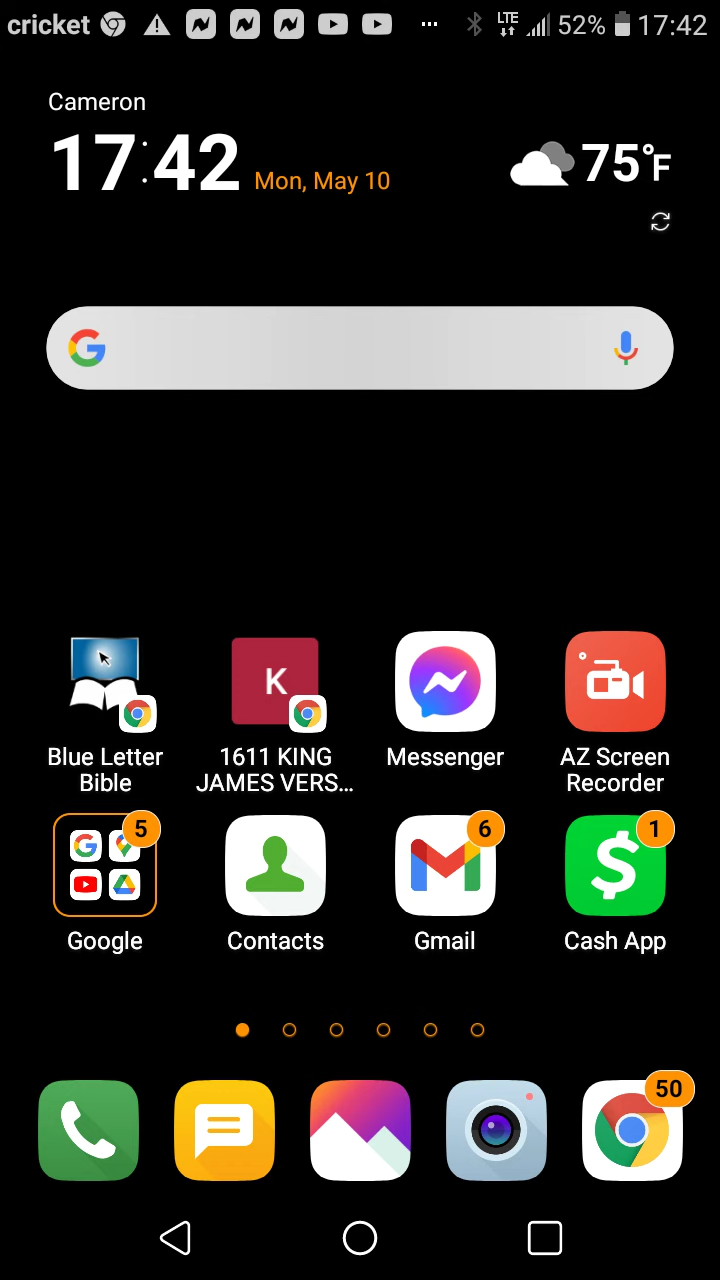 cricket LTE 52% 17:42
Cameron
17:42 Mon, May 10 75°F
Blue Letter Bible
1611 KING JAMES VERS...
Messenger
AZ Screen Recorder
K
5 6 1
Google Contacts Gmail Cash App
50